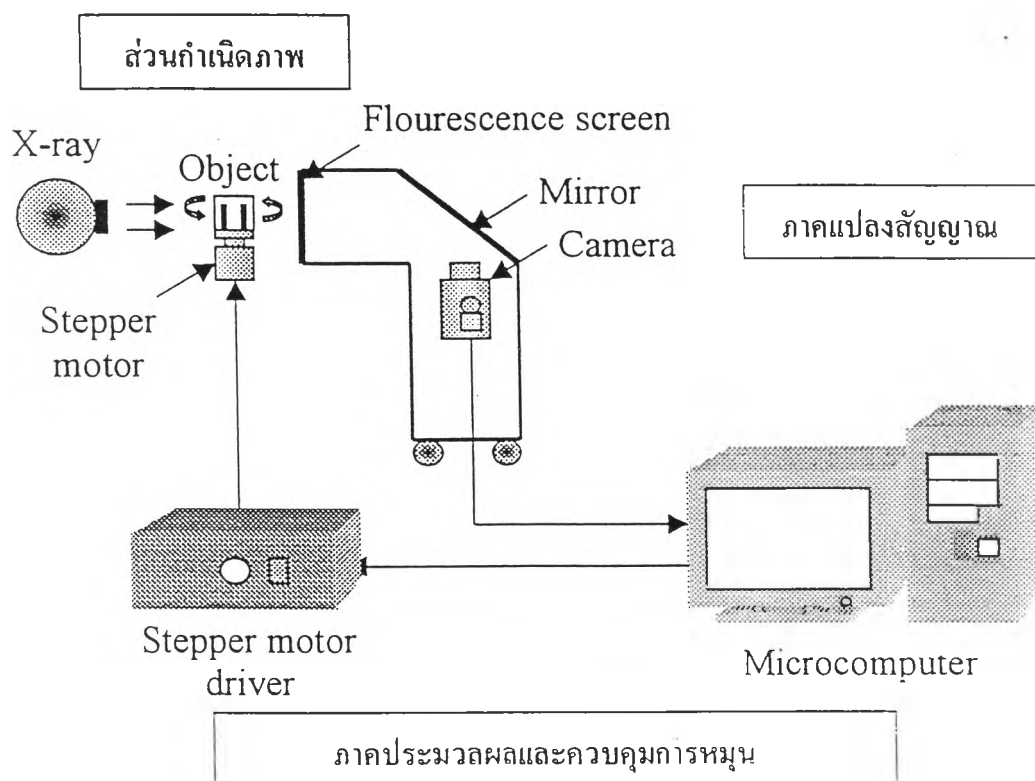 ส่วนกำเนิดภาพ
Flourescence screen
X-ray
Object
Mirror
ภาคแปลงสัญญาณ
Camera
Stepper
motor
Stepper motor
driver
Microcomputer
ภาคประมวลผลและควบคุมการหมุน